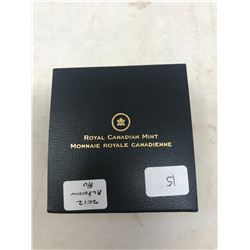 ROYAL CANADIAN MINT
MONNAIE ROYALE CANADIENNE
2012
15